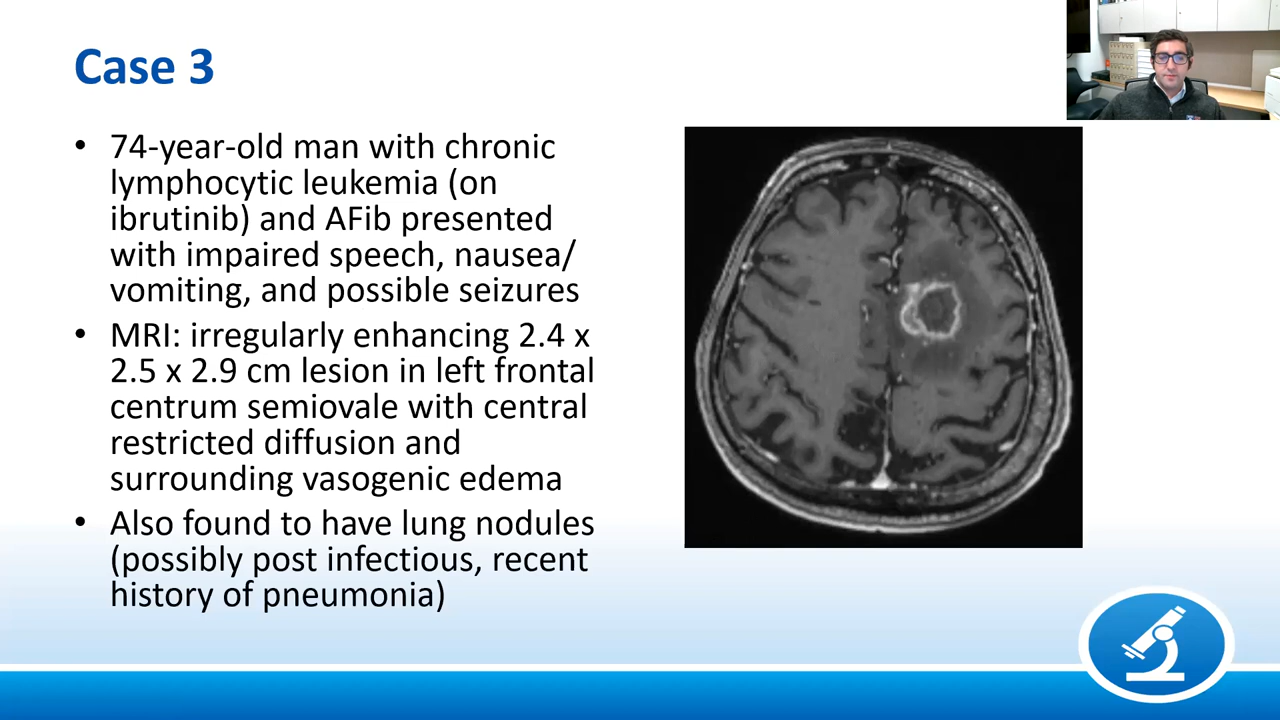 Case 3
• 74-year-old man with chronic
lymphocytic leukemia (on
ibrutinib) and AFib presented
with impaired speech, nausea/
vomiting, and possible seizures
• MRI: irregularly enhancing 2.4 x
2.5 x 2.9 cm lesion in left frontal
centrum semiovale with central
restricted diffusion and
surrounding vasogenic edema
• Also found to have lung nodules
(possibly post infectious, recent
history of pneumonia)